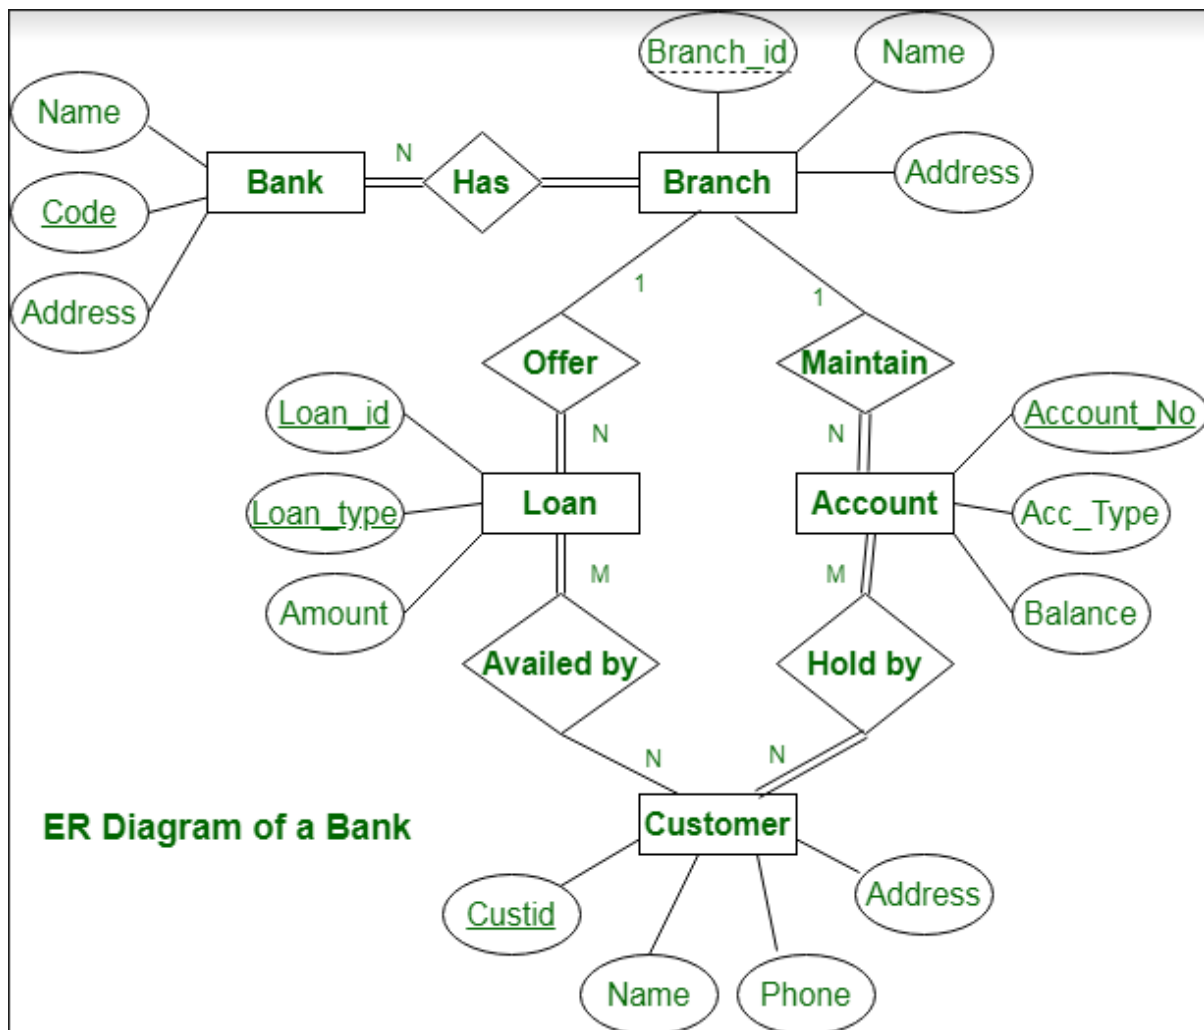 Branch_id
Name
Name
N
Bank
Has
Branch
Address
Code
Address
1
1
Offer
Maintain
Loan_id
N
N
Account_No
Loan_type
Loan
Account
Acc_Type
M
M
Amount
Balance
Availed by
Hold by
N
N
ER Diagram of a Bank
Customer
Custid
Address
Name
Phone